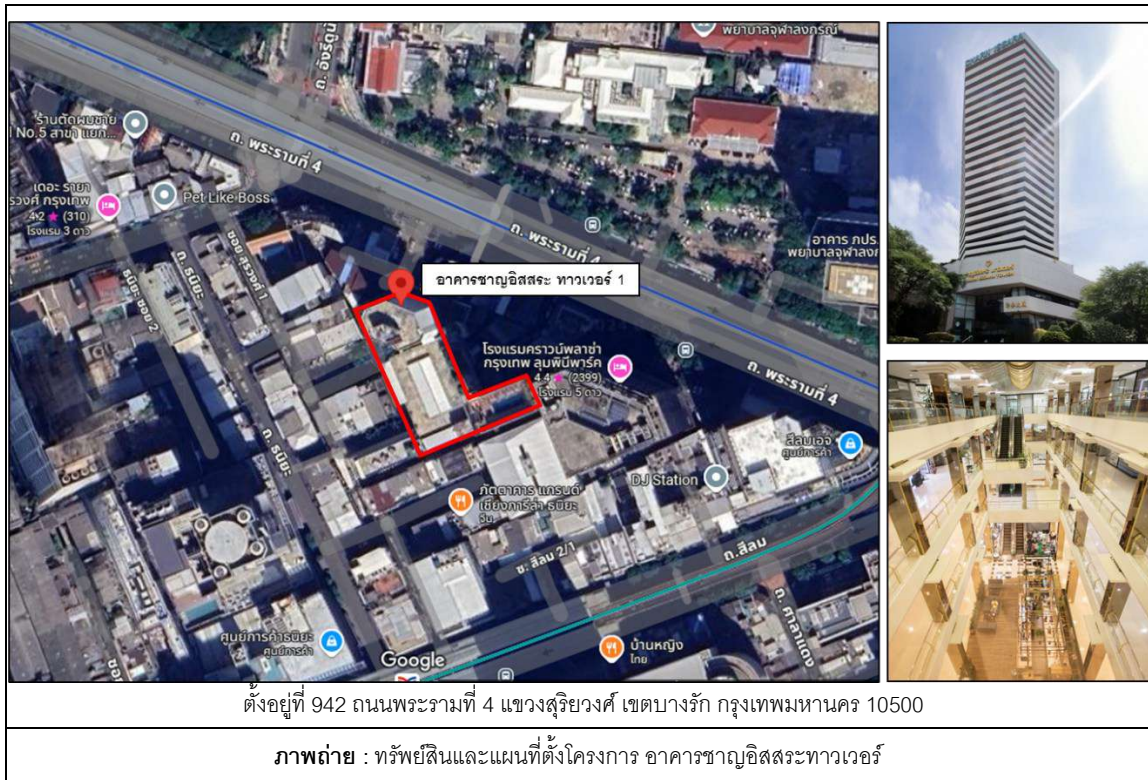 พยาบาลจุฬาลงกรณ์
ร้านตัดผมชาย
No.5 สาขา แยก...
ถ. พระรามที่ 4
เดอะ รายา
รวงศ์ กรุงเทพ
4.2 ★ (310)
โรงแรม 3 ดาว
Pet Like Boss
ซอย สุรวงศ์ 1
ถ. ธนิยะ
ธนิยะ ซอย 2
ถ. พระรามที่ 4
อาคาร ภปร.
อาคารชาญอิสสระ ทาวเวอร์ 1
โรงแรมคราวน์พลาซ่า
กรุงเทพ ลุมพินีพาร์ค
4.4 ★ (2399)
โรงแรม 5 ดาว
ถ. พระรามที่ 4
ถ. ธนิยะ
สีลมเอจ
ศูนย์การค้า
DJ Station
ภัตตาคาร แกรนด์
เชียงการีล่า ธนิยะ
จีน
ซ. สีลม 2/1
ถ.สีลม
ถ. ศาลาแดง
ศูนย์การค้าธนิยะ
ศูนย์การค้า
Google
บ้านหญิง
ไทย
ตั้งอยู่ที่ 942 ถนนพระรามที่ 4 แขวงสุริยวงศ์ เขตบางรัก กรุงเทพมหานคร 10500
ภาพถ่าย : ทรัพย์สินและแผนที่ตั้งโครงการ อาคารชาญอิสสระทาวเวอร์